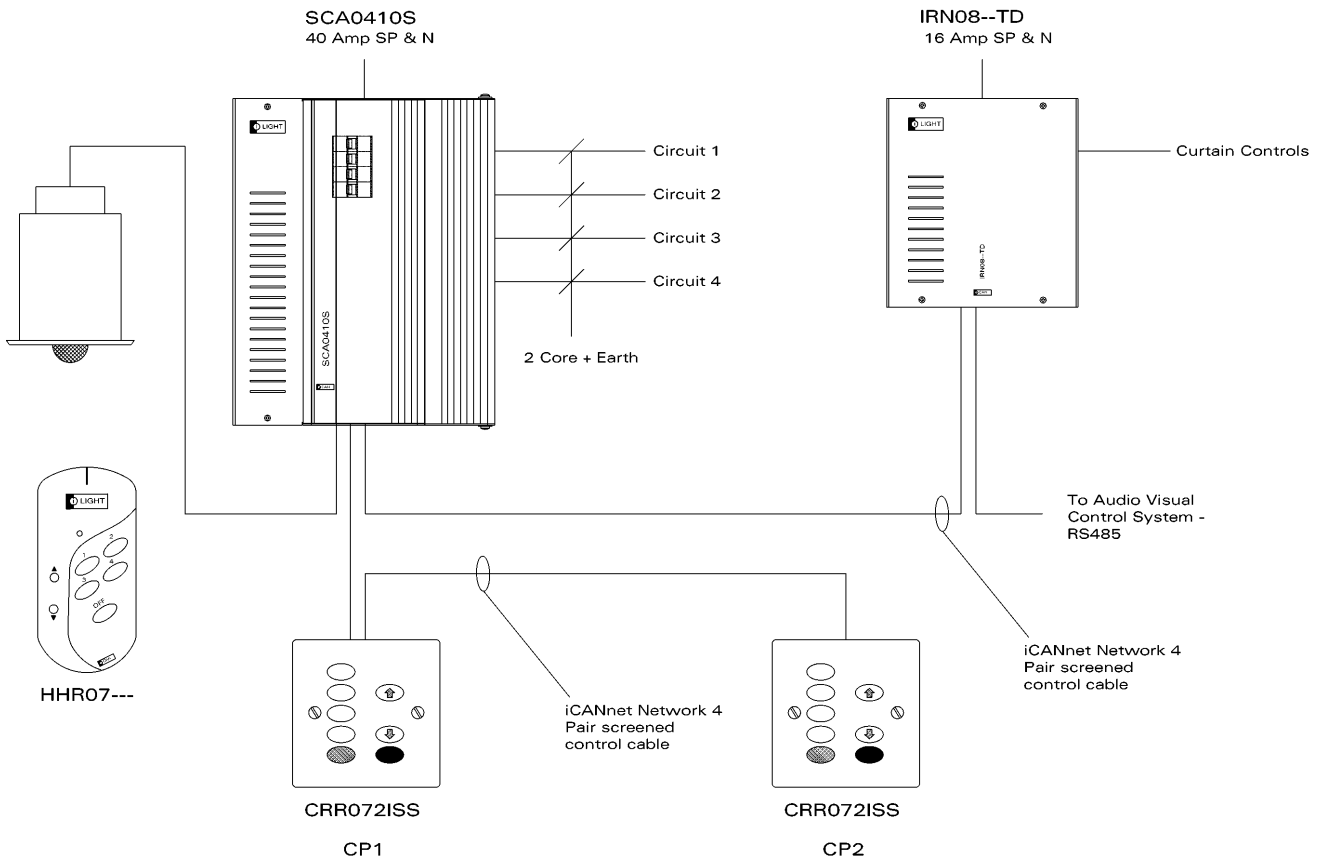 SCA0410S
40 Amp SP & N
IRN08--TD
16 Amp SP & N
LIGHT
LIGHT
Circuit 1
Circuit 2
Circuit 3
Circuit 4
2 Core + Earth
Curtain Controls
SCA0410S
CAN
IRN08--TD
CAN
LIGHT
1
2
3
4
OFF
HHR07---
To Audio Visual
Control System -
RS485
iCANnet Network 4
Pair screened
control cable
iCANnet Network 4
Pair screened
control cable
CRR072ISS
CP1
CRR072ISS
CP2